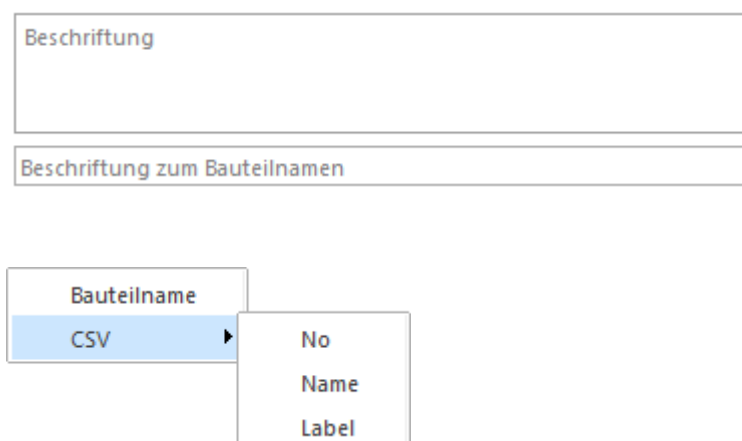 Beschriftung
Beschriftung zum Bauteilnamen
Bauteilname
CSV
No
Name
Label